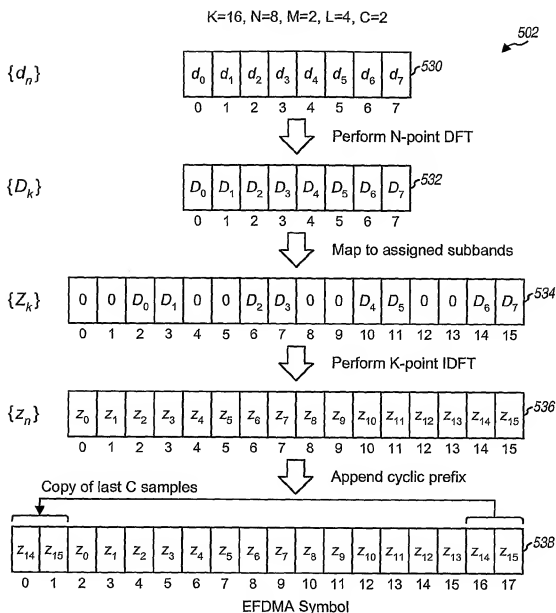 K=16, N=8, M=2, L=4, C=2
502
{dₙ} d₀ d₁ d₂ d₃ d₄ d₅ d₆ d₇ 530
0 1 2 3 4 5 6 7
Perform N-point DFT
{Dₖ} D₀ D₁ D₂ D₃ D₄ D₅ D₆ D₇ 532
0 1 2 3 4 5 6 7
Map to assigned subbands
{Zₖ} 0 0 D₀ D₁ 0 0 D₂ D₃ 0 0 D₄ D₅ 0 0 D₆ D₇ 534
0 1 2 3 4 5 6 7 8 9 10 11 12 13 14 15
Perform K-point IDFT
{zₙ} z₀ z₁ z₂ z₃ z₄ z₅ z₆ z₇ z₈ z₉ z₁₀ z₁₁ z₁₂ z₁₃ z₁₄ z₁₅ 536
0 1 2 3 4 5 6 7 8 9 10 11 12 13 14 15
Append cyclic prefix
Copy of last C samples
z₁₄ z₁₅ z₀ z₁ z₂ z₃ z₄ z₅ z₆ z₇ z₈ z₉ z₁₀ z₁₁ z₁₂ z₁₃ z₁₄ z₁₅ 538
0 1 2 3 4 5 6 7 8 9 10 11 12 13 14 15 16 17
EFDMA Symbol